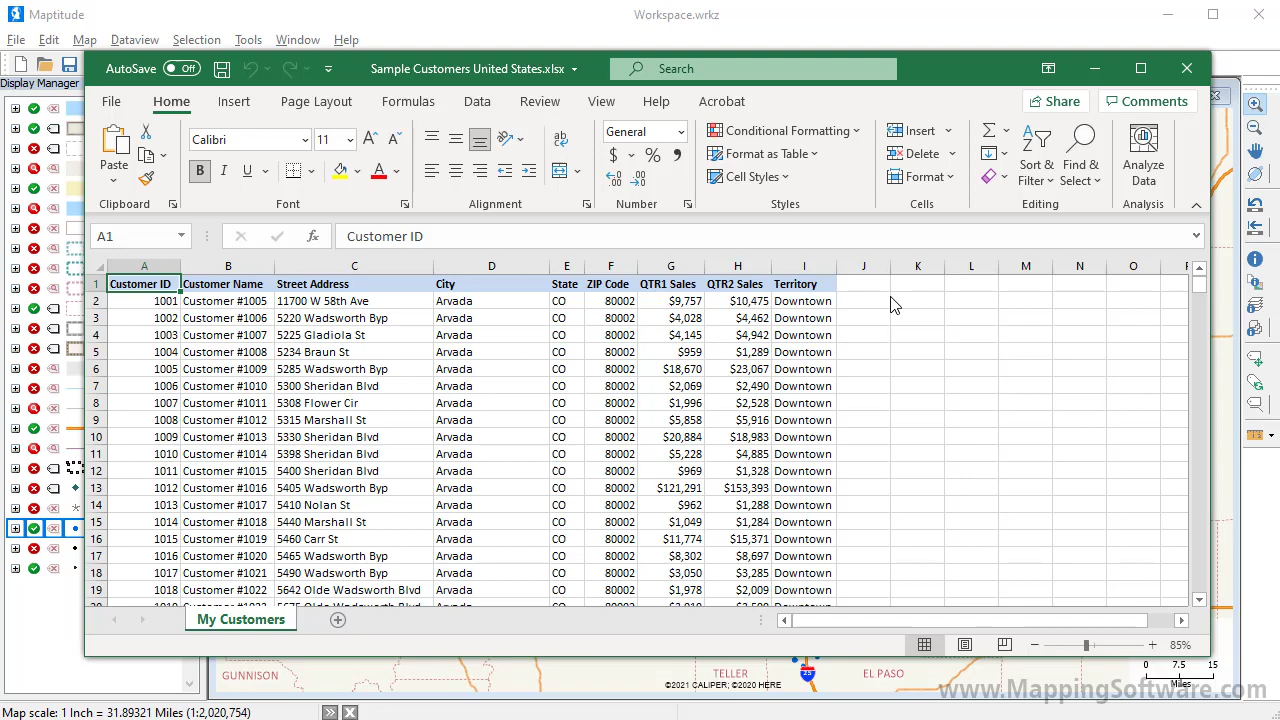 Maptitude
Workspace.wrkz
File Edit Map Dataview Selection Tools Window Help
Display Manager
AutoSave Off
Sample Customers United States.xlsx
Search
File Home Insert Page Layout Formulas Data Review View Help Acrobat Share Comments
Paste
Calibri 11
B I U
General
$ % 9
Conditional Formatting
Format as Table
Cell Styles
Insert
Delete
Format
Sort & Filter
Find & Select
Analyze Data
Clipboard Font Alignment Number Styles Cells Editing Analysis
A1 fx Customer ID
A B C D E F G H I J K L M N O
1 Customer ID Customer Name Street Address City State ZIP Code QTR1 Sales QTR2 Sales Territory
2 1001 Customer #1005 11700 W 58th Ave Arvada CO 80002 $9,757 $10,475 Downtown
3 1002 Customer #1006 5220 Wadsworth Byp Arvada CO 80002 $4,028 $4,462 Downtown
4 1003 Customer #1007 5225 Gladiola St Arvada CO 80002 $4,145 $4,942 Downtown
5 1004 Customer #1008 5234 Braun St Arvada CO 80002 $959 $1,289 Downtown
6 1005 Customer #1009 5285 Wadsworth Byp Arvada CO 80002 $18,670 $23,067 Downtown
7 1006 Customer #1010 5300 Sheridan Blvd Arvada CO 80002 $2,069 $2,490 Downtown
8 1007 Customer #1011 5308 Flower Cir Arvada CO 80002 $1,996 $2,528 Downtown
9 1008 Customer #1012 5315 Marshall St Arvada CO 80002 $5,858 $5,916 Downtown
10 1009 Customer #1013 5330 Sheridan Blvd Arvada CO 80002 $20,884 $18,983 Downtown
11 1010 Customer #1014 5398 Sheridan Blvd Arvada CO 80002 $5,228 $4,885 Downtown
12 1011 Customer #1015 5400 Sheridan Blvd Arvada CO 80002 $969 $1,328 Downtown
13 1012 Customer #1016 5405 Wadsworth Byp Arvada CO 80002 $121,291 $153,393 Downtown
14 1013 Customer #1017 5410 Nolan St Arvada CO 80002 $962 $1,288 Downtown
15 1014 Customer #1018 5440 Marshall St Arvada CO 80002 $1,049 $1,284 Downtown
16 1015 Customer #1019 5460 Carr St Arvada CO 80002 $11,774 $15,371 Downtown
17 1016 Customer #1020 5465 Wadsworth Byp Arvada CO 80002 $8,302 $8,697 Downtown
18 1017 Customer #1021 5490 Wadsworth Byp Arvada CO 80002 $3,050 $3,285 Downtown
19 1018 Customer #1022 5642 Olde Wadsworth Blvd Arvada CO 80002 $1,978 $2,009 Downtown
My Customers
85%
GUNNISON
TELLER
25
EL PASO
©2021 CALIPER; ©2020 HERE
0 7.5 15
Miles
www.MappingSoftware.com
Map scale: 1 Inch = 31.89321 Miles (1:2,020,754)